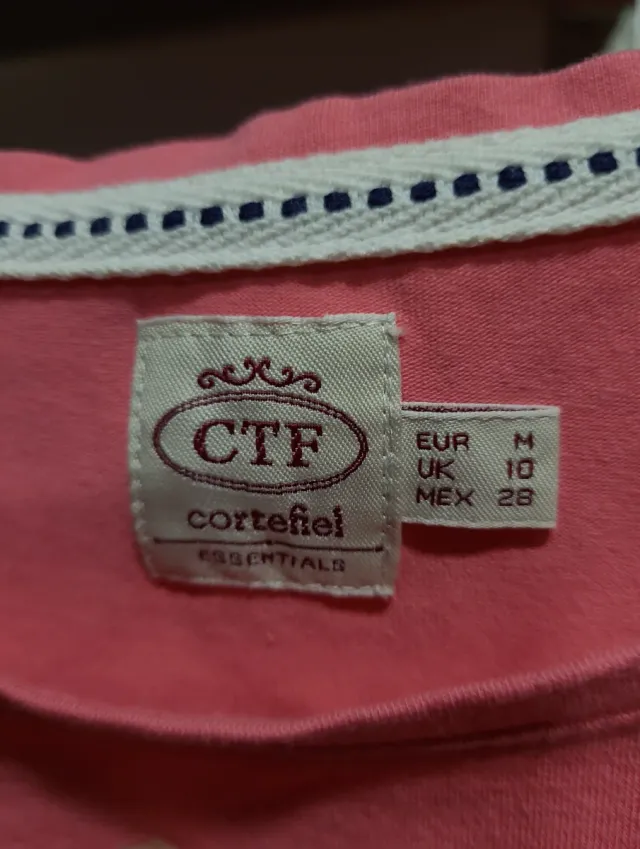 CTF
cortefiel
ESSENTIALS
EUR M
UK 10
MEX 28